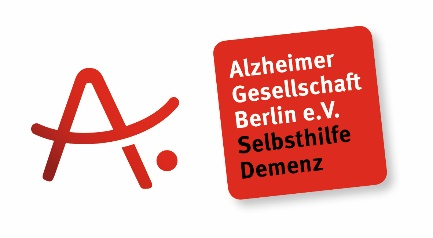 A.
Alzheimer
Gesellschaft
Berlin e.V.
Selbsthilfe
Demenz